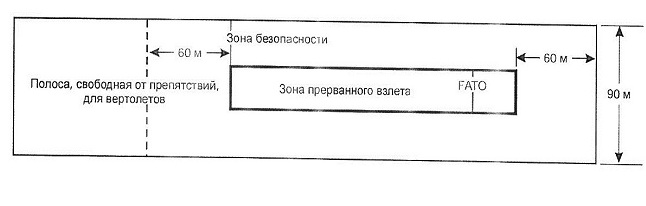 Зона безопасности
60 м
60 м
Полоса, свободная от препятствий,
для вертолетов
Зона прерванного взлета
FATO
90 м